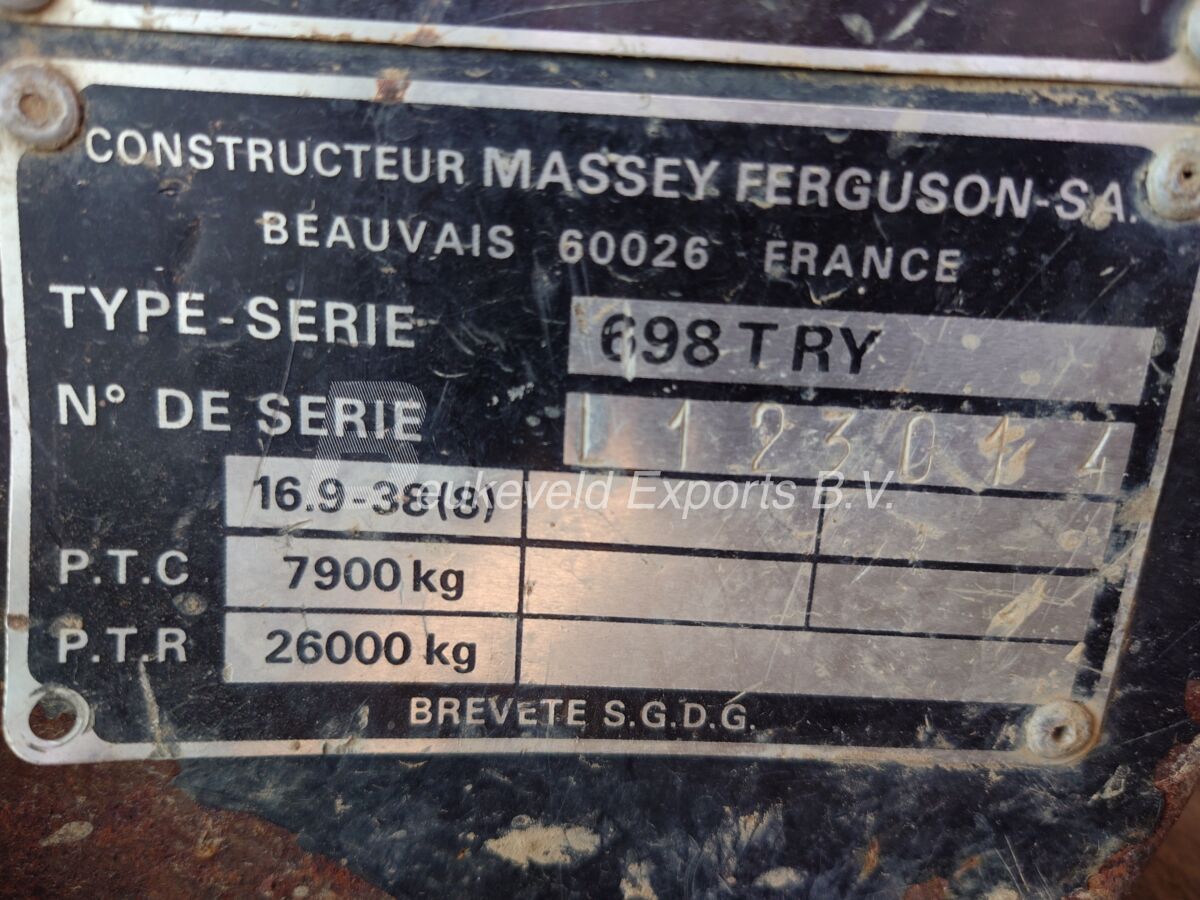 CONSTRUCTEUR MASSEY FERGUSON-SA.
BEAUVAIS 60026 FRANCE
TYPE-SERIE 698 TRY
N° DE SERIE
16.9-38(8)
Beukeveld Exports B.V.
P.T.C 7900 kg
P.T.R 26000 kg
BREVETE S.G.D.G.